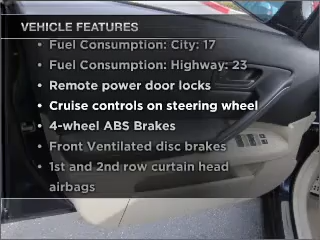 VEHICLE FEATURES
• Fuel Consumption: City: 17
• Fuel Consumption: Highway: 23
• Remote power door locks
• Cruise controls on steering wheel
• 4-wheel ABS Brakes
• Front Ventilated disc brakes
• 1st and 2nd row curtain head
airbags